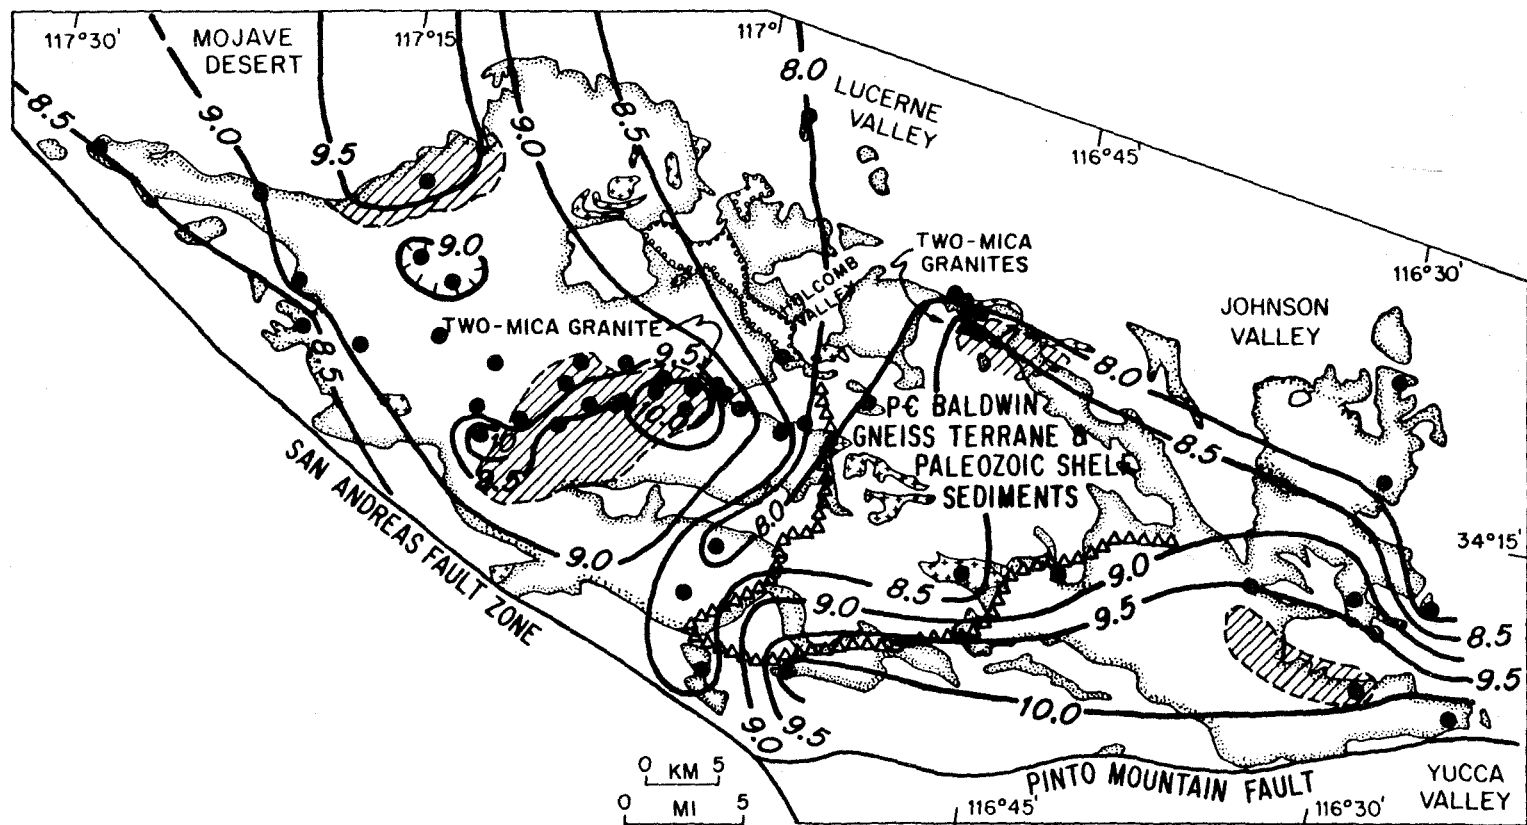 117°30'
MOJAVE
DESERT
117°15'
117°
8.0
LUCERNE
VALLEY
8.5
9.0
9.5
9.0
8.5
116°45'
9.0
TWO-MICA
GRANITES
116°30'
HOLCOMB
VALLEY
JOHNSON
VALLEY
TWO-MICA GRANITE
8.5
9.5
8.0
10.0
10
9.5
P€ BALDWIN
GNEISS TERRANE &
PALEOZOIC SHELF
SEDIMENTS
8.5
SAN ANDREAS FAULT ZONE
8.0
9.0
34°15'
9.0
8.5
9.0
9.5
8.5
9.5
10.0
9.0
9.5
0 KM 5
0 MI 5
PINTO MOUNTAIN FAULT
YUCCA
VALLEY
116°45'
116°30'